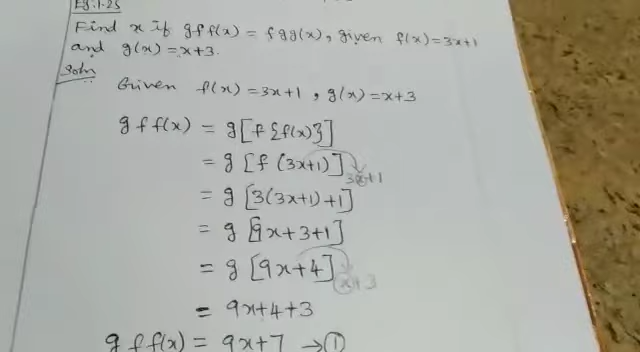 Eg:1.25
Find x if gff(x) = fgg(x), given f(x)=3x+1
and g(x)=x+3.
Soln
Given f(x)=3x+1, g(x)=x+3
gff(x) = g[f{f(x)}]
= g[f(3x+1)]
3x+1
= g[3(3x+1)+1]
= g[9x+3+1]
= g[9x+4]
x+3
= 9x+4+3
gff(x) = 9x+7 →①